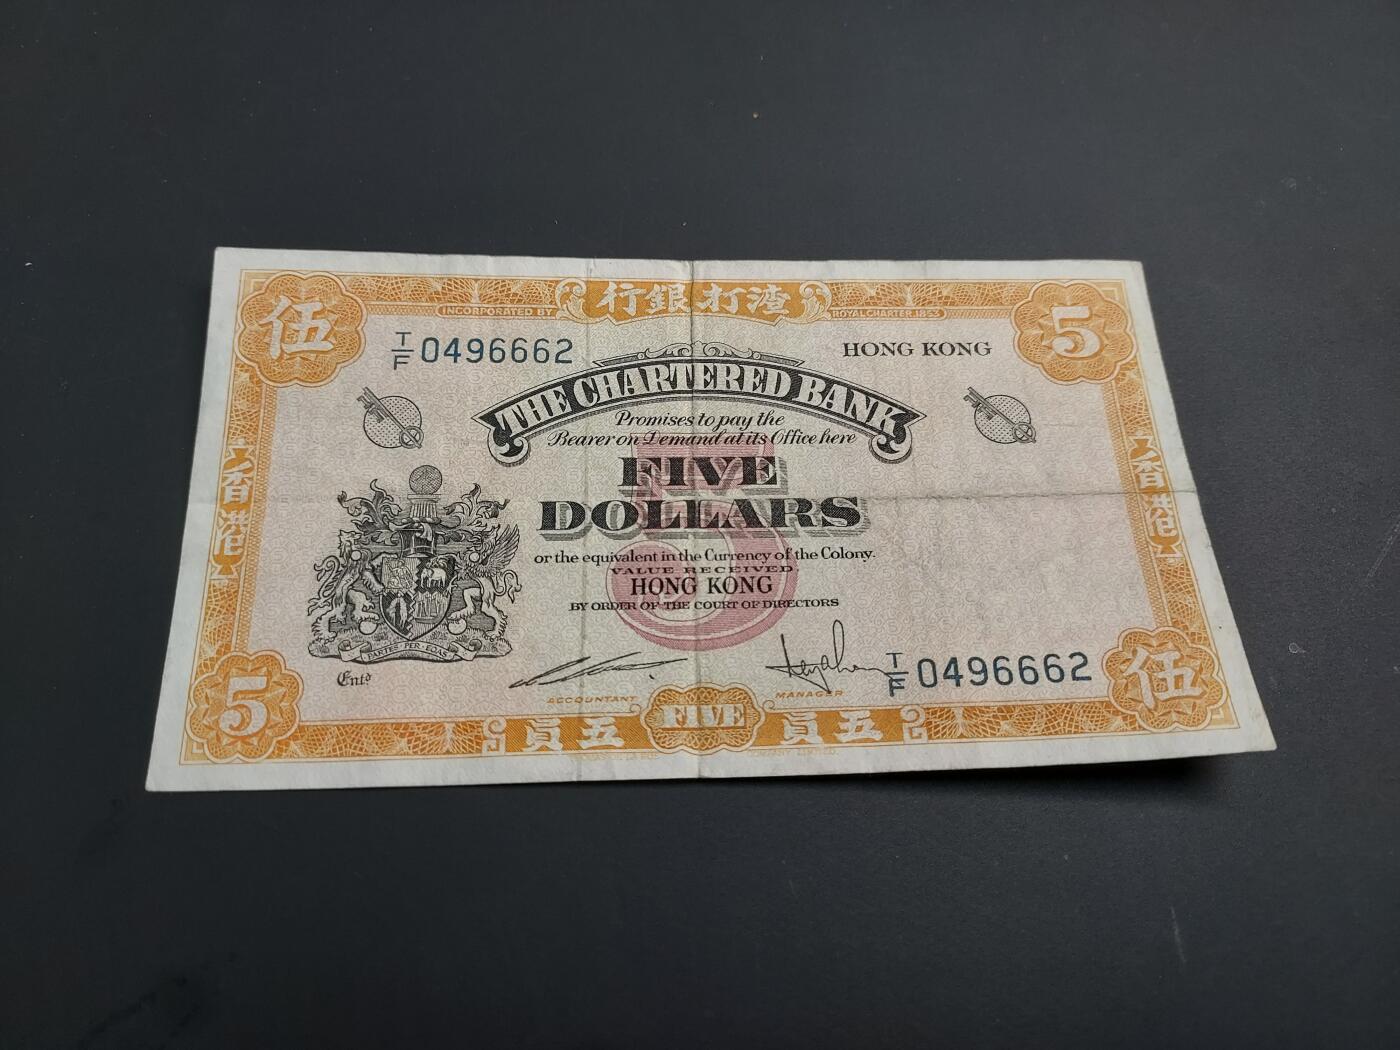 行銀打渣
INCORPORATED BY
ROYAL CHARTER 1853
伍
5
T/F 0496662
HONG KONG
THE CHARTERED BANK
Promises to pay the
Bearer on Demand at its Office here
FIVE
DOLLARS
5
香港
香港
or the equivalent in the Currency of the Colony.
VALUE RECEIVED.
HONG KONG
BY ORDER OF THE COURT OF DIRECTORS
PARTES PER EQAS
Entd
T/F 0496662
ACCOUNTANT
MANAGER
5
伍
員五
FIVE
員五